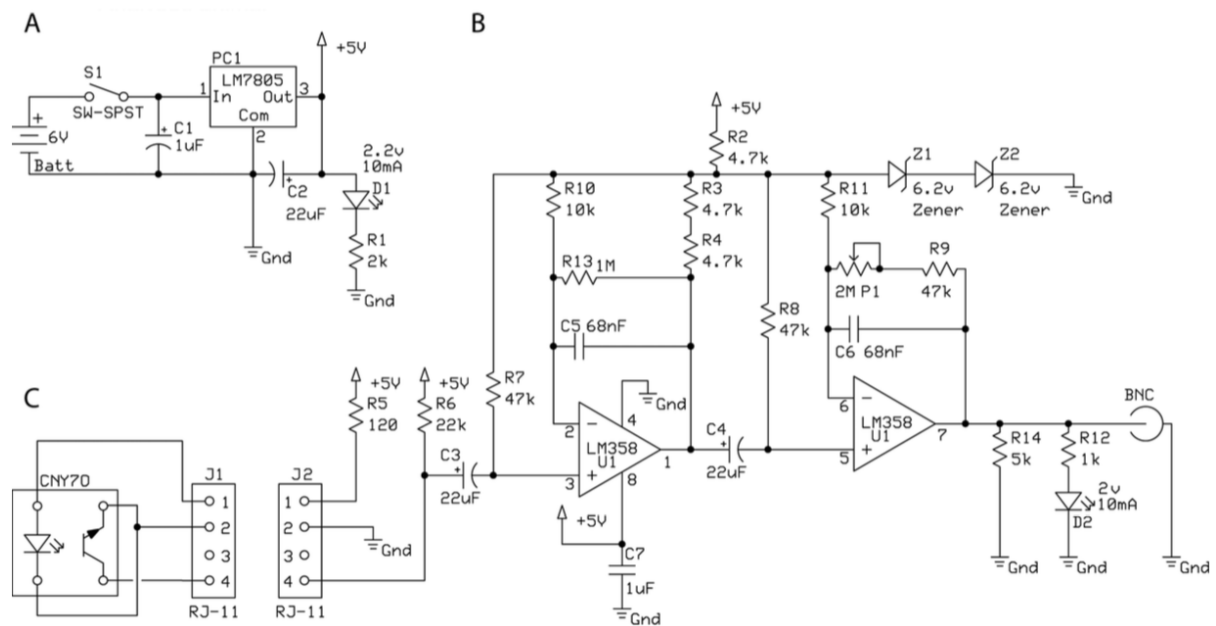 A
B
+5V
PC1
LM7805
S1
1 In Out 3
SW-SPST
Com
+
6V
Batt
+ C1
1uF
2
+ C2
22uF
2.2v
10mA
D1
R1
2k
Gnd
Gnd
+5V
R2
4.7k
Z1
6.2v
Zener
Z2
6.2v
Zener
Gnd
R10
10k
R3
4.7k
R4
4.7k
R11
10k
R13 1M
2M P1
R9
47k
C5 68nF
R8
47k
C6 68nF
R7
47k
2 −
4
Gnd
LM358
U1
1
3 +
8
C4
+
22uF
6 −
LM358
U1
7
5 +
BNC
R14
5k
R12
1k
2v
10mA
D2
Gnd
Gnd
Gnd
+5V
C7
1uF
Gnd
C
+5V
R5
120
+5V
R6
22k
C3
+
22uF
CNY70
J1
1
2
3
4
RJ-11
J2
1
2
3
4
RJ-11
Gnd